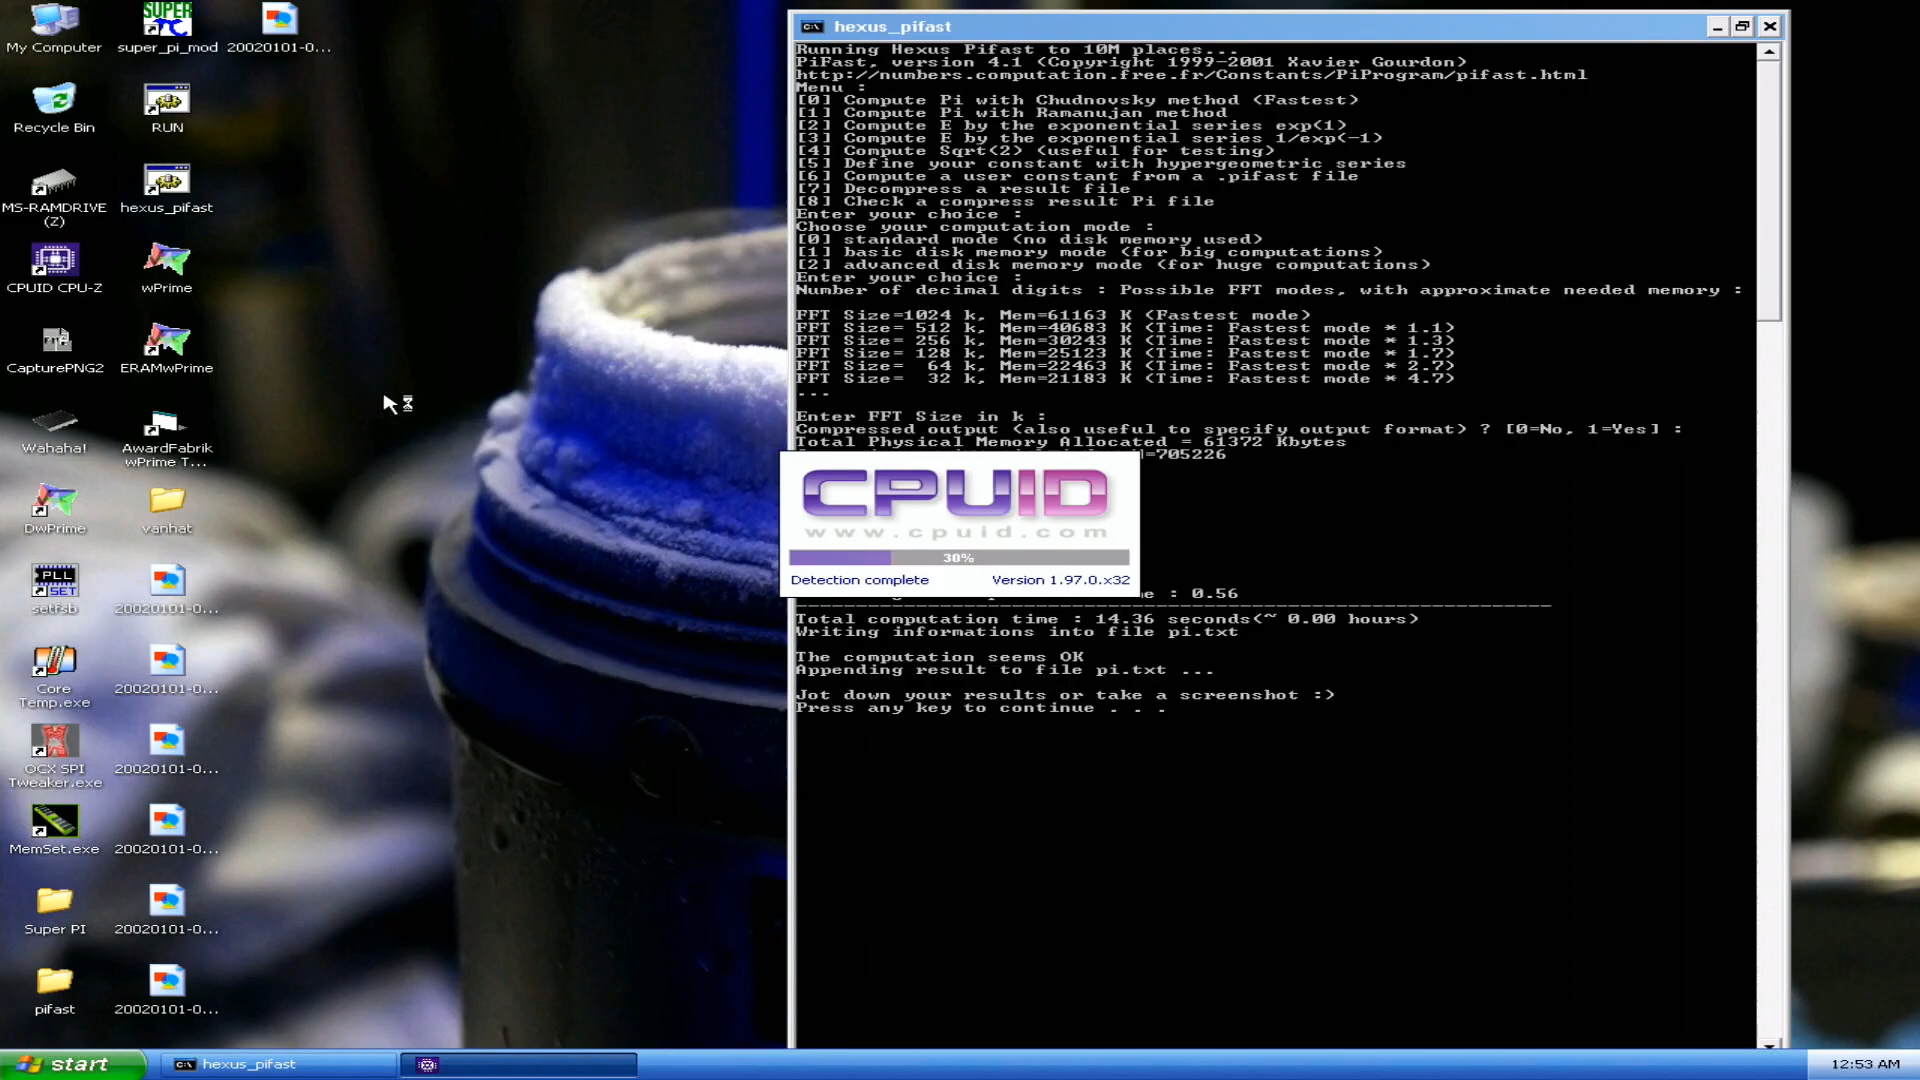 My Computer
super_pi_mod
20020101-0...
Recycle Bin
RUN
MS-RAMDRIVE
(Z)
hexus_pifast
CPUID CPU-Z
wPrime
CapturePNG2
ERAMwPrime
Wahaha!
AwardFabrik
wPrime T...
DwPrime
vanhat
PLL
SET
setfsb
20020101-0...
Core
Temp.exe
20020101-0...
OCX SPI
Tweaker.exe
20020101-0...
MemSet.exe
20020101-0...
Super PI
20020101-0...
pifast
20020101-0...
hexus_pifast
Running Hexus Pifast to 10M places...
PiFast, version 4.1 (Copyright 1999-2001 Xavier Gourdon)
http://numbers.computation.free.fr/Constants/PiProgram/pifast.html
Menu :
[0] Compute Pi with Chudnovsky method (Fastest)
[1] Compute Pi with Ramanujan method
[2] Compute E by the exponential series exp(1)
[3] Compute E by the exponential series 1/exp(-1)
[4] Compute Sqrt(2) (useful for testing)
[5] Define your constant with hypergeometric series
[6] Compute a user constant from a .pifast file
[7] Decompress a result file
[8] Check a compress result Pi file
Enter your choice :
Choose your computation mode :
[0] standard mode (no disk memory used)
[1] basic disk memory mode (for big computations)
[2] advanced disk memory mode (for huge computations)
Enter your choice :
Number of decimal digits : Possible FFT modes, with approximate needed memory :
FFT Size=1024 k, Mem=61163 K (Fastest mode)
FFT Size= 512 k, Mem=40683 K (Time: Fastest mode * 1.1)
FFT Size= 256 k, Mem=30243 K (Time: Fastest mode * 1.3)
FFT Size= 128 k, Mem=25123 K (Time: Fastest mode * 1.7)
FFT Size= 64 k, Mem=22463 K (Time: Fastest mode * 2.7)
FFT Size= 32 k, Mem=21183 K (Time: Fastest mode * 4.7)
...
Enter FFT Size in k :
Compressed output (also useful to specify output format) ? [0=No, 1=Yes] :
Total Physical Memory Allocated = 61372 Kbytes
=705226
CPUID
www.cpuid.com
30%
Detection complete
Version 1.97.0.x32
: 0.56
Total computation time : 14.36 seconds(~ 0.00 hours)
Writing informations into file pi.txt
The computation seems OK
Appending result to file pi.txt ...
Jot down your results or take a screenshot :)
Press any key to continue . . .
start
hexus_pifast
12:53 AM